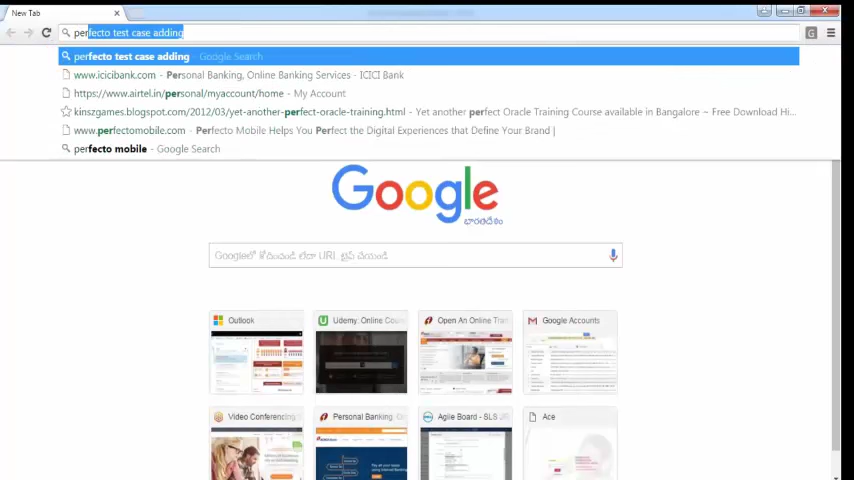 New Tab
perfecto test case adding
perfecto test case adding - Google Search
www.icicibank.com - Personal Banking, Online Banking Services - ICICI Bank
https://www.airtel.in/personal/myaccount/home - My Account
kinszgames.blogspot.com/2012/03/yet-another-perfect-oracle-training.html - Yet another perfect Oracle Training Course available in Bangalore ~ Free Download Hi...
www.perfectomobile.com - Perfecto Mobile Helps You Perfect the Digital Experiences that Define Your Brand |
perfecto mobile - Google Search
Google
భారతదేశం
Googleలో శోధించండి లేదా URL టైప్ చేయండి
Outlook
Udemy: Online Cou
Open An Online Tra
Google Accounts
Video Conferencing
Personal Banking: O
Agile Board - SLS JI
Ace